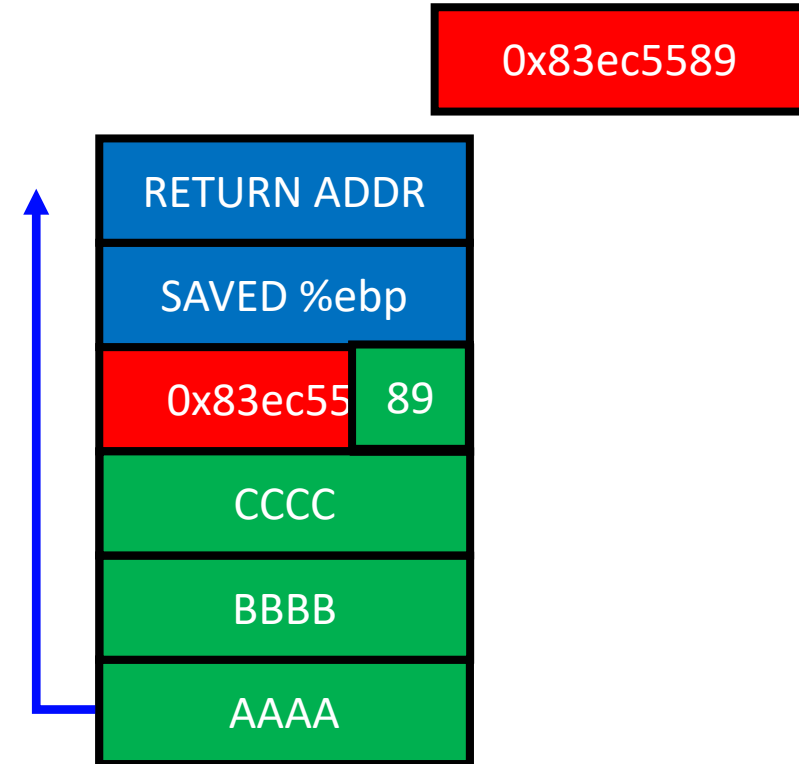 0x83ec5589
RETURN ADDR
SAVED %ebp
0x83ec55 89
CCCC
BBBB
AAAA